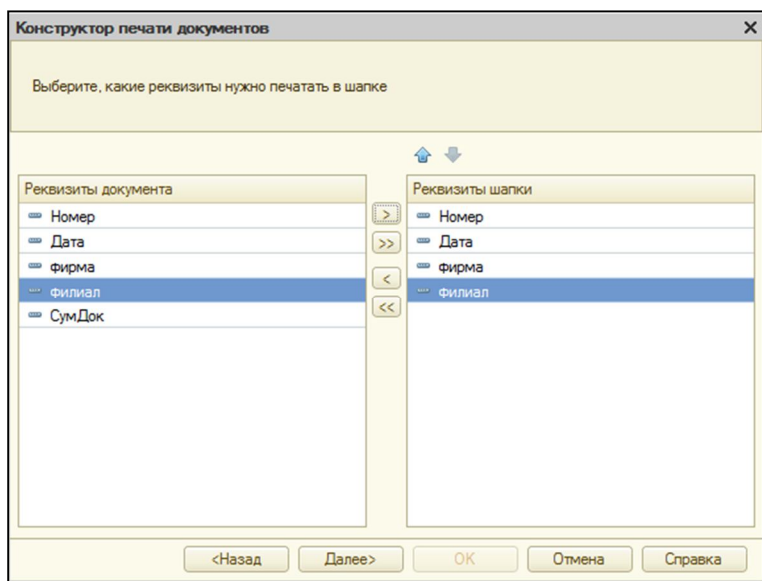 Конструктор печати документов
Выберите, какие реквизиты нужно печатать в шапке
Реквизиты документа
Номер
Дата
фирма
филиал
СумДок
>
>>
<
<<
Реквизиты шапки
Номер
Дата
фирма
филиал
<Назад
Далее>
ОК
Отмена
Справка